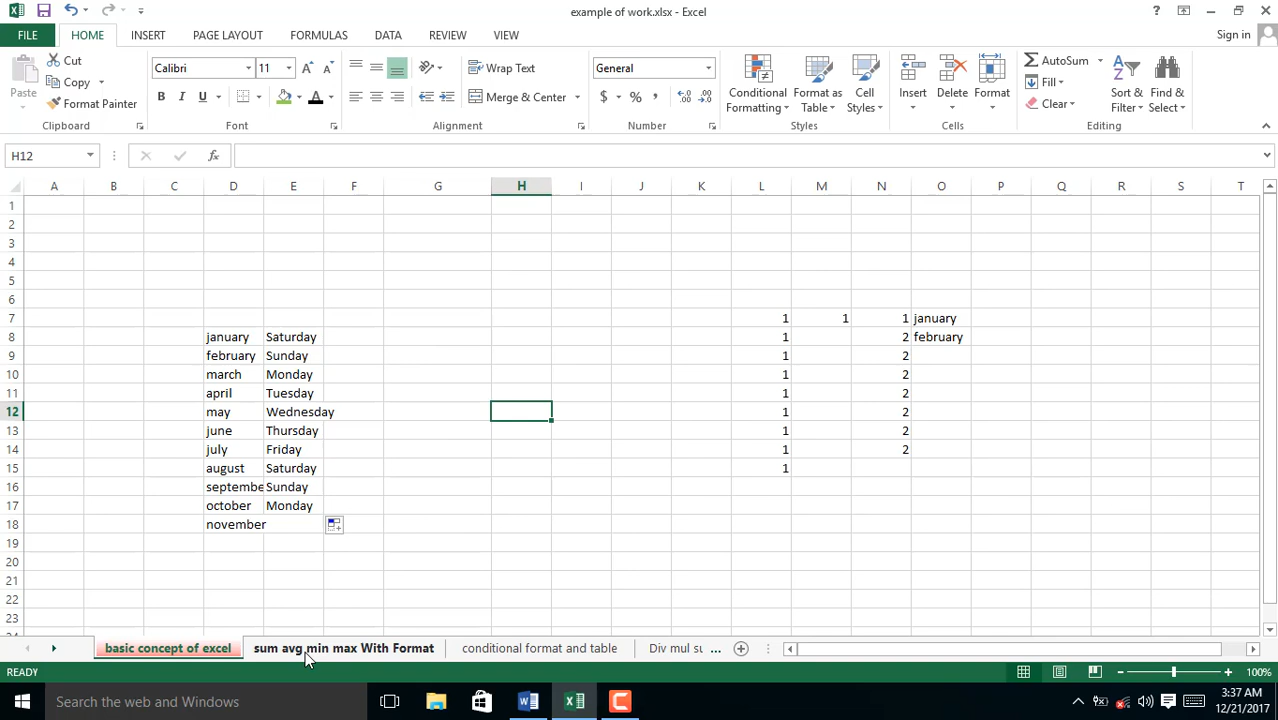 example of work.xlsx - Excel
?
FILE HOME INSERT PAGE LAYOUT FORMULAS DATA REVIEW VIEW Sign in
Paste Cut Copy Format Painter
Calibri 11 A A
B I U A
Wrap Text Merge & Center
General
$ % ,
Conditional Formatting Format as Table Cell Styles
Insert Delete Format
AutoSum Fill Clear
Sort & Filter Find & Select
Clipboard Font Alignment Number Styles Cells Editing
H12 fx
A B C D E F G H I J K L M N O P Q R S T
1
2
3
4
5
6
7 1 1 1 january
8 january Saturday 1 2 february
9 february Sunday 1 2
10 march Monday 1 2
11 april Tuesday 1 2
12 may Wednesday 1 2
13 june Thursday 1 2
14 july Friday 1 2
15 august Saturday 1
16 septembe Sunday
17 october Monday
18 november
19
20
21
22
23
24
basic concept of excel sum avg min max With Format conditional format and table Div mul su ...
READY 100%
Search the web and Windows 3:37 AM
12/21/2017